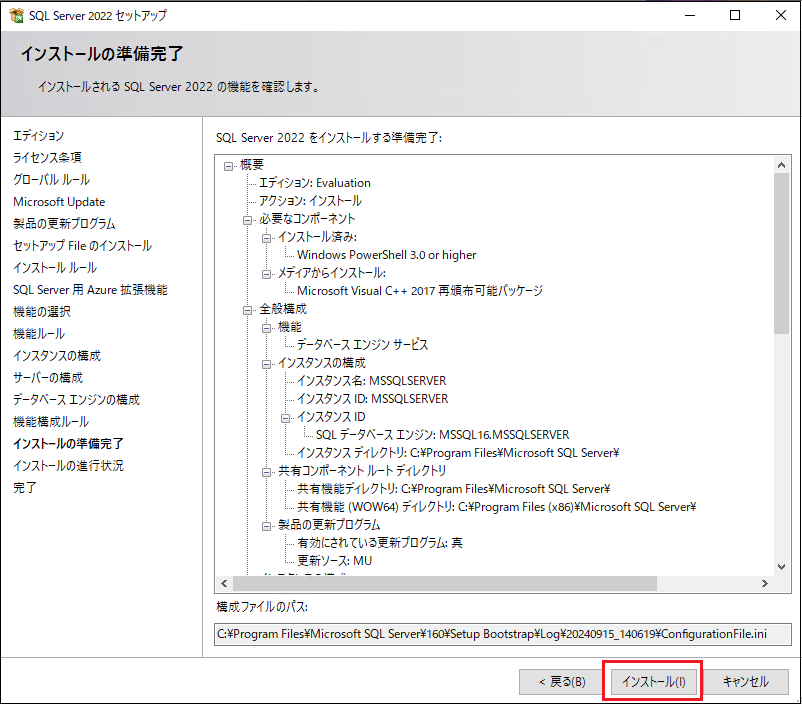 SQL Server 2022 セットアップ
インストールの準備完了
インストールされる SQL Server 2022 の機能を確認します。
エディション
ライセンス条項
グローバル ルール
Microsoft Update
製品の更新プログラム
セットアップ File のインストール
インストール ルール
SQL Server 用 Azure 拡張機能
機能の選択
機能ルール
インスタンスの構成
サーバーの構成
データベース エンジンの構成
機能構成ルール
インストールの準備完了
インストールの進行状況
完了
SQL Server 2022 をインストールする準備完了:
概要
エディション: Evaluation
アクション: インストール
必要なコンポーネント
インストール済み:
Windows PowerShell 3.0 or higher
メディアからインストール:
Microsoft Visual C++ 2017 再頒布可能パッケージ
全般構成
機能
データベース エンジン サービス
インスタンスの構成
インスタンス名: MSSQLSERVER
インスタンス ID: MSSQLSERVER
インスタンス ID
SQL データベース エンジン: MSSQL16.MSSQLSERVER
インスタンス ディレクトリ: C:¥Program Files¥Microsoft SQL Server¥
共有コンポーネント ルート ディレクトリ
共有機能ディレクトリ: C:¥Program Files¥Microsoft SQL Server¥
共有機能 (WOW64) ディレクトリ: C:¥Program Files (x86)¥Microsoft SQL Server¥
製品の更新プログラム
有効にされている更新プログラム: 真
更新ソース: MU
構成ファイルのパス:
C:¥Program Files¥Microsoft SQL Server¥160¥Setup Bootstrap¥Log¥20240915_140619¥ConfigurationFile.ini
< 戻る(B)
インストール(I)
キャンセル